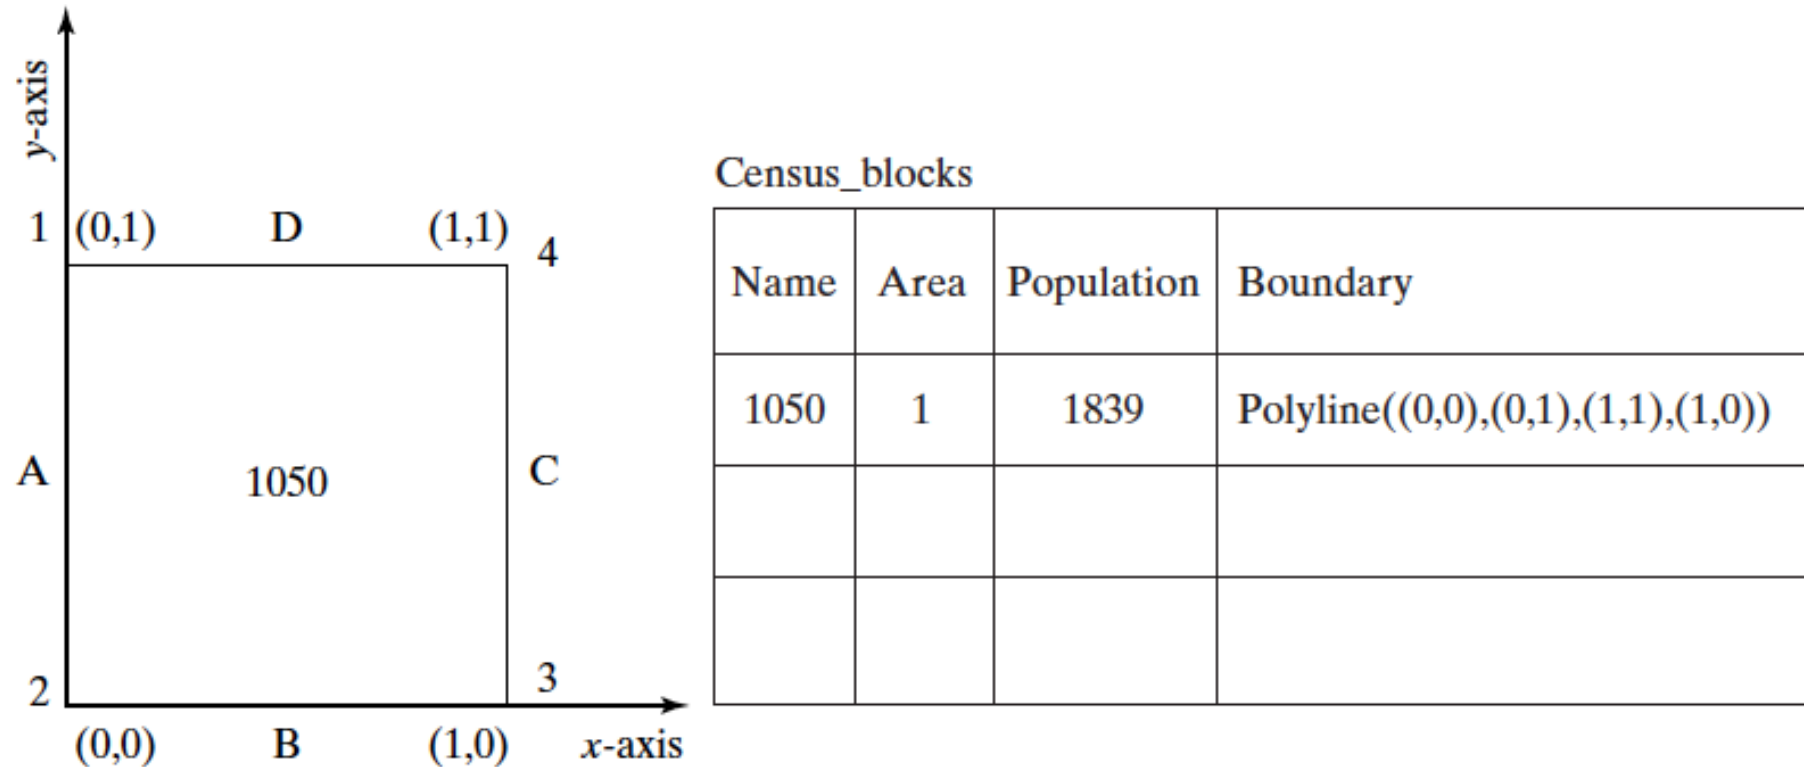 y-axis
1 (0,1) D (1,1) 4
A 1050 C
2 3
(0,0) B (1,0) x-axis
Census_blocks
Name Area Population Boundary
1050 1 1839 Polyline((0,0),(0,1),(1,1),(1,0))